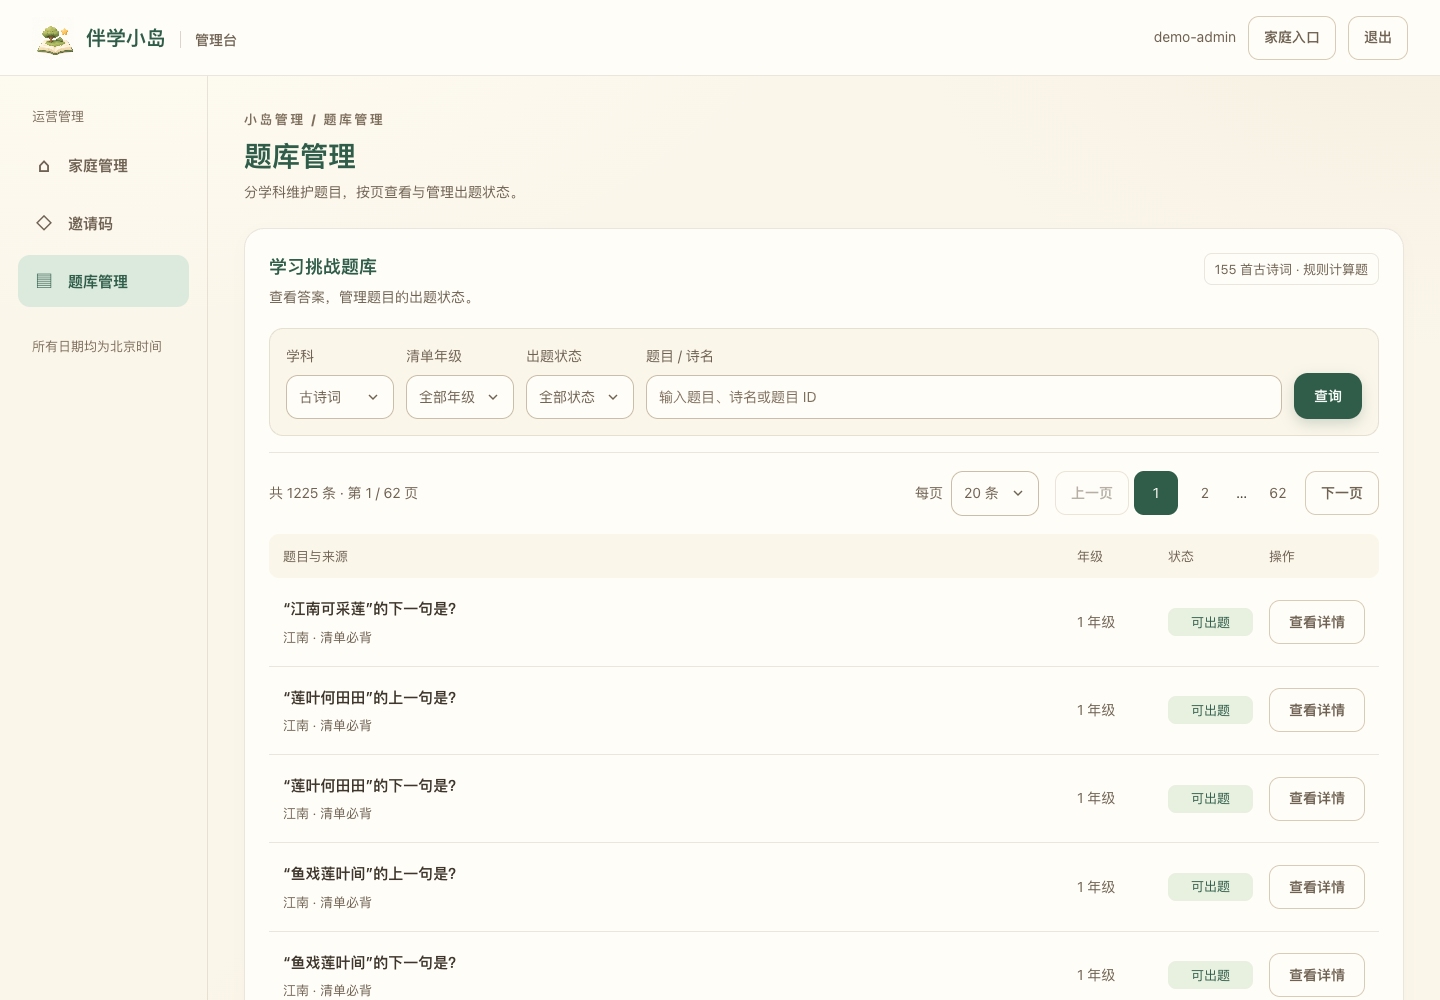 伴学小岛
管理台
demo-admin
家庭入口
退出
运营管理
家庭管理
邀请码
题库管理
所有日期均为北京时间
小岛管理 / 题库管理
题库管理
分学科维护题目，按页查看与管理出题状态。
学习挑战题库
155 首古诗词 · 规则计算题
查看答案，管理题目的出题状态。
学科
清单年级
出题状态
题目 / 诗名
古诗词
全部年级
全部状态
输入题目、诗名或题目 ID
查询
共 1225 条 · 第 1 / 62 页
每页
20 条
上一页
1
2
...
62
下一页
题目与来源
年级
状态
操作
“江南可采莲”的下一句是？
江南 · 清单必背
1 年级
可出题
查看详情
“莲叶何田田”的上一句是？
江南 · 清单必背
1 年级
可出题
查看详情
“莲叶何田田”的下一句是？
江南 · 清单必背
1 年级
可出题
查看详情
“鱼戏莲叶间”的上一句是？
江南 · 清单必背
1 年级
可出题
查看详情
“鱼戏莲叶间”的下一句是？
江南 · 清单必背
1 年级
可出题
查看详情